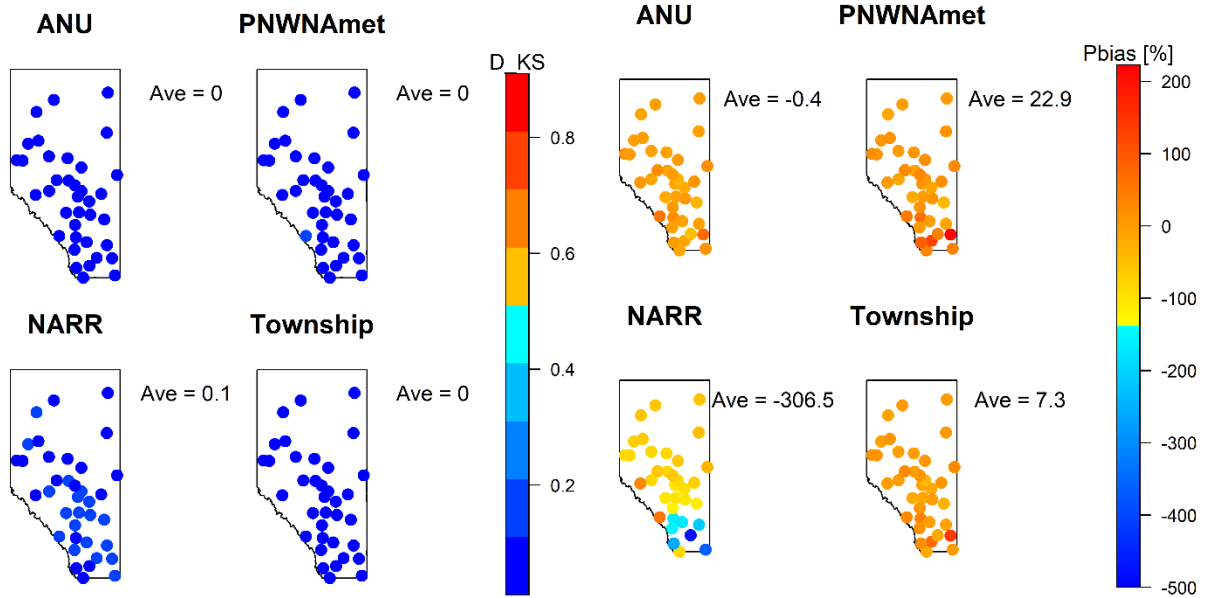 ANU PNWNAmet
D_KS
Ave = 0 Ave = 0
0.8
0.6
0.4
0.2
NARR Township
Ave = 0.1 Ave = 0
ANU PNWNAmet
Pbias [%]
Ave = -0.4 Ave = 22.9
200
100
0
-100
-200
-300
-400
-500
NARR Township
Ave = -306.5 Ave = 7.3